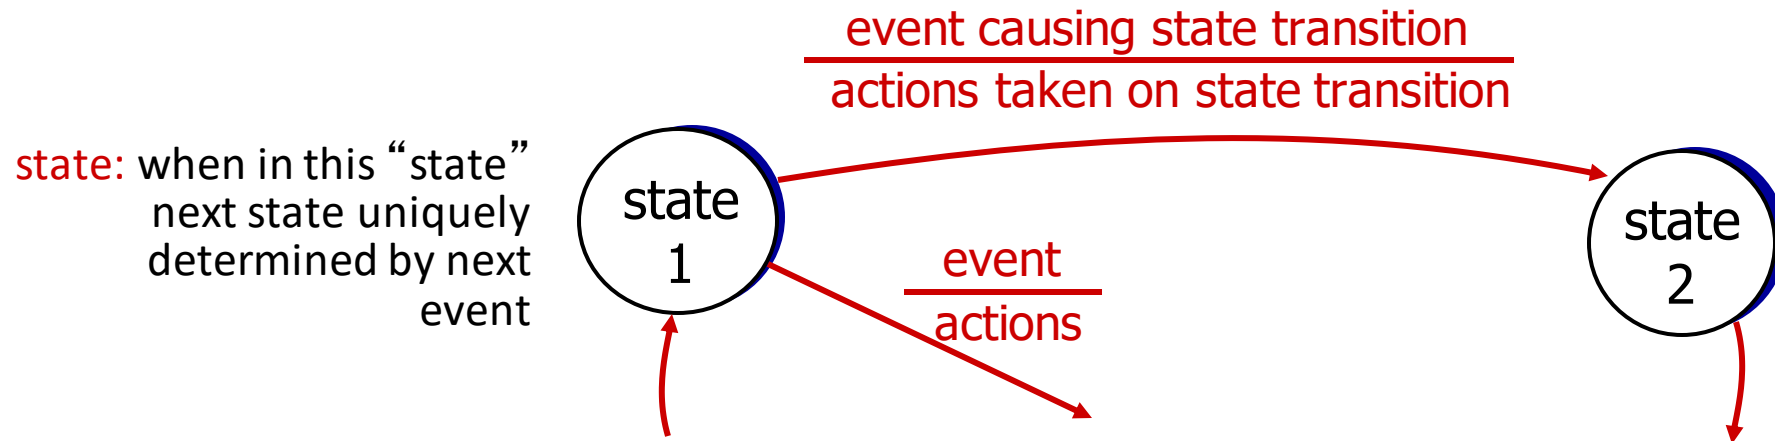 event causing state transition
actions taken on state transition
state: when in this “state”
next state uniquely
determined by next
event
state
1
event
actions
state
2